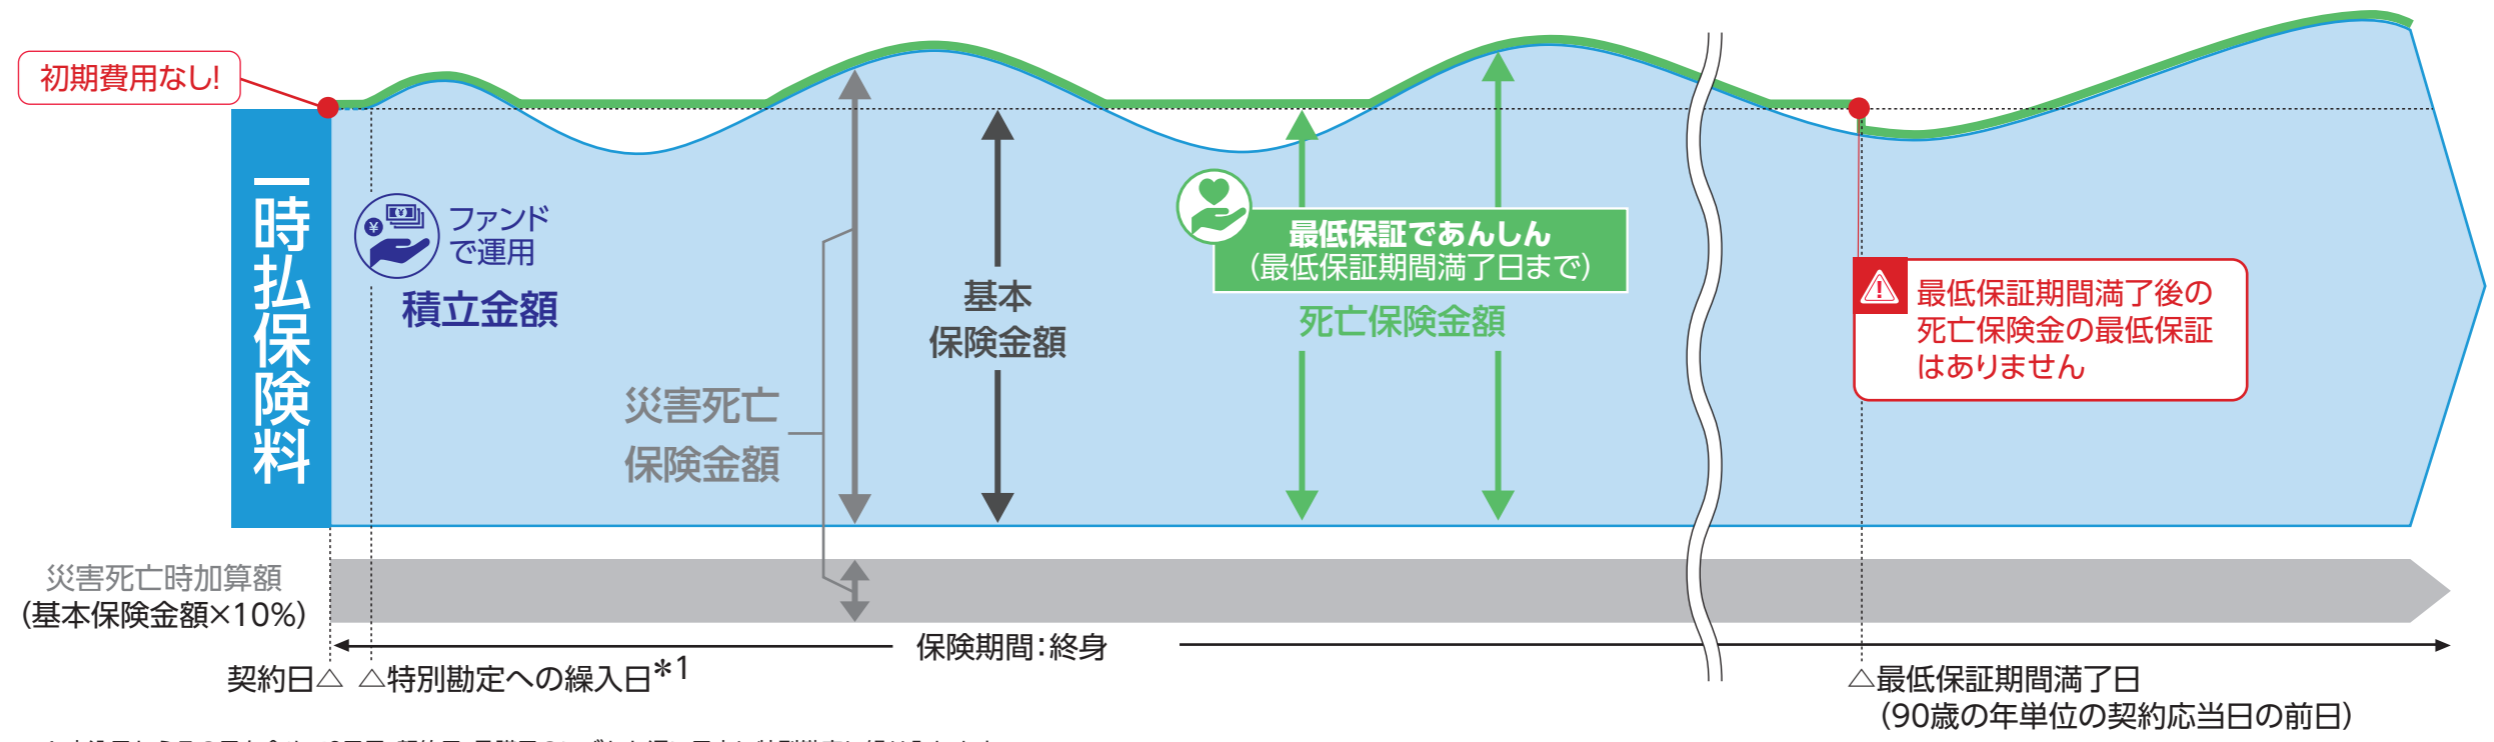 初期費用なし!
一時払保険料
ファンド
で運用
積立金額
災害死亡
保険金額
基本
保険金額
最低保証であんしん
(最低保証期間満了日まで)
死亡保険金額
最低保証期間満了後の
死亡保険金の最低保証
はありません
災害死亡時加算額
(基本保険金額×10%)
保険期間:終身
契約日△
△特別勘定への繰入日*1
△最低保証期間満了日
(90歳の年単位の契約応当日の前日)